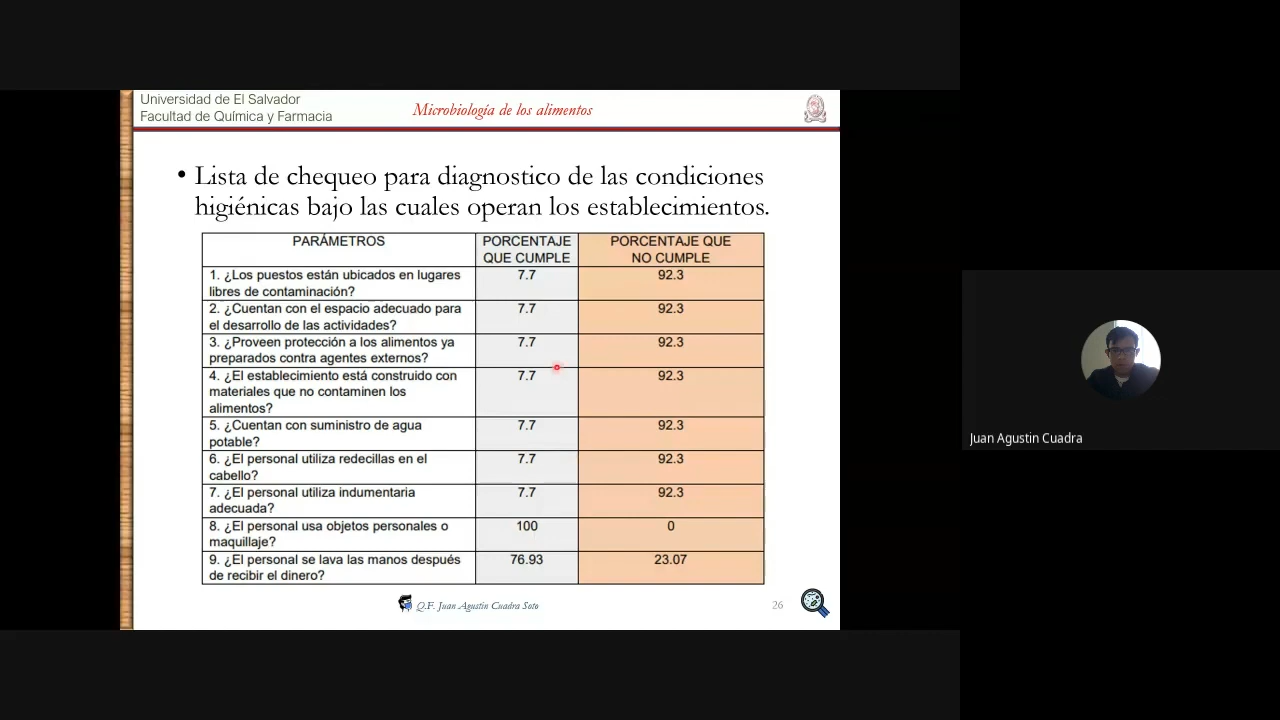 Universidad de El Salvador
Facultad de Química y Farmacia
Microbiología de los alimentos
• Lista de chequeo para diagnostico de las condiciones
higiénicas bajo las cuales operan los establecimientos.
PARÁMETROS PORCENTAJE QUE CUMPLE PORCENTAJE QUE NO CUMPLE
1. ¿Los puestos están ubicados en lugares 7.7 92.3
libres de contaminación?
2. ¿Cuentan con el espacio adecuado para 7.7 92.3
el desarrollo de las actividades?
3. ¿Proveen protección a los alimentos ya 7.7 92.3
preparados contra agentes externos?
4. ¿El establecimiento está construido con 7.7 92.3
materiales que no contaminen los
alimentos?
5. ¿Cuentan con suministro de agua 7.7 92.3
potable?
6. ¿El personal utiliza redecillas en el 7.7 92.3
cabello?
7. ¿El personal utiliza indumentaria 7.7 92.3
adecuada?
8. ¿El personal usa objetos personales o 100 0
maquillaje?
9. ¿El personal se lava las manos después 76.93 23.07
de recibir el dinero?
Q.F. Juan Agustín Cuadra Soto
26
Juan Agustin Cuadra